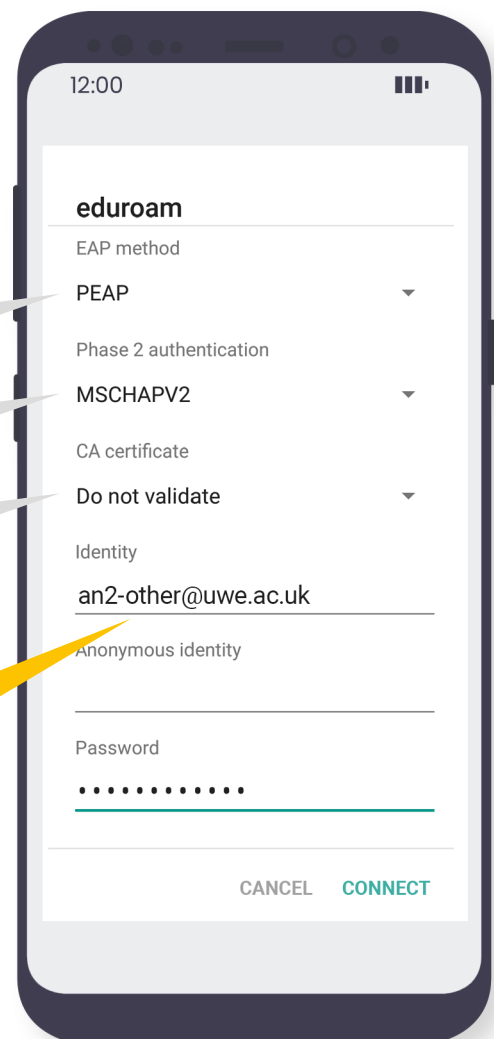 12:00
eduroam
EAP method
PEAP
Phase 2 authentication
MSCHAPV2
CA certificate
Do not validate
Identity
an2-other@uwe.ac.uk
Anonymous identity
Password
••••••••••••
CANCEL CONNECT